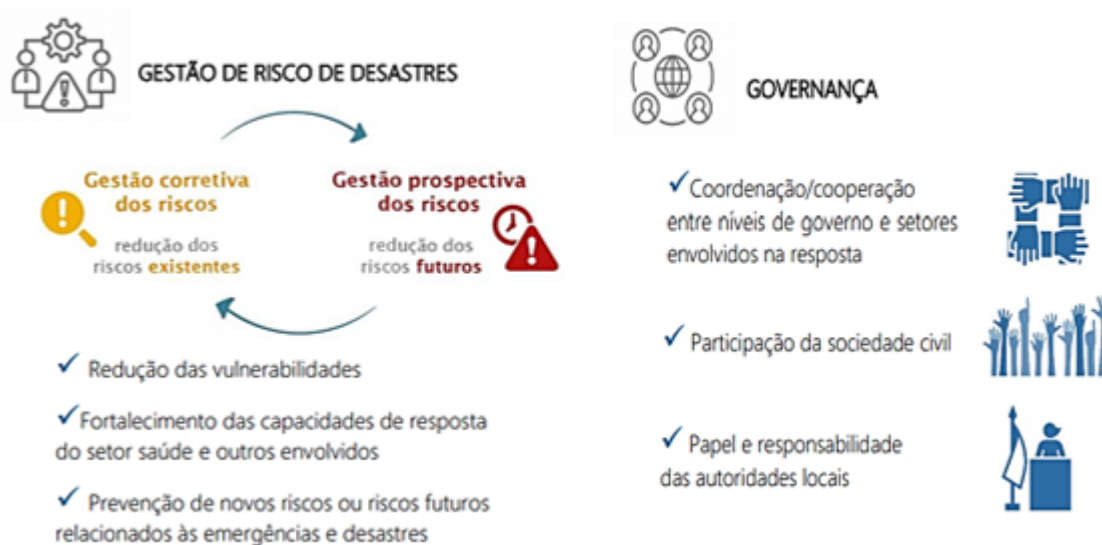 GESTÃO DE RISCO DE DESASTRES
Gestão corretiva
dos riscos
redução dos
riscos existentes
Gestão prospectiva
dos riscos
redução dos
riscos futuros
✓ Redução das vulnerabilidades
✓Fortalecimento das capacidades de resposta
do setor saúde e outros envolvidos
✓ Prevenção de novos riscos ou riscos futuros
relacionados às emergências e desastres
GOVERNANÇA
✓Coordenação/cooperação
entre níveis de governo e setores
envolvidos na resposta
✓ Participação da sociedade civil
✓ Papel e responsabilidade
das autoridades locais